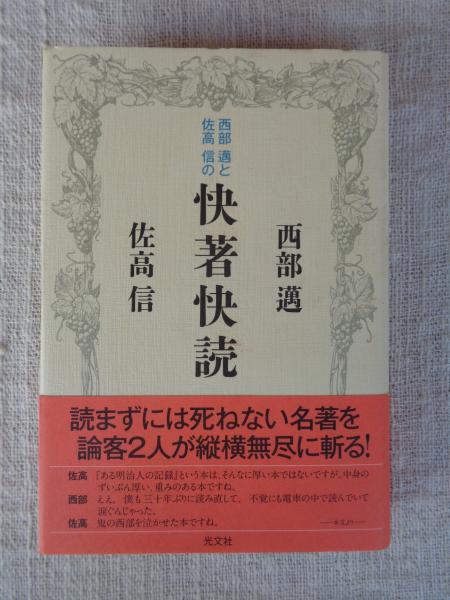 西部 邁と
佐高 信の
快著快読
西部邁
佐高信
読まずには死ねない名著を
論客2人が縦横無尽に斬る!
佐高 『ある明治人の記録』という本は、そんなに厚い本ではないですが、中身の
ずいぶん厚い、重みのある本ですね。
西部 ええ。僕も三十年ぶりに読み直して、不覚にも電車の中で読んでいて
涙ぐんじゃった。
佐高 鬼の西部を泣かせた本ですね。
——本文より——
光文社